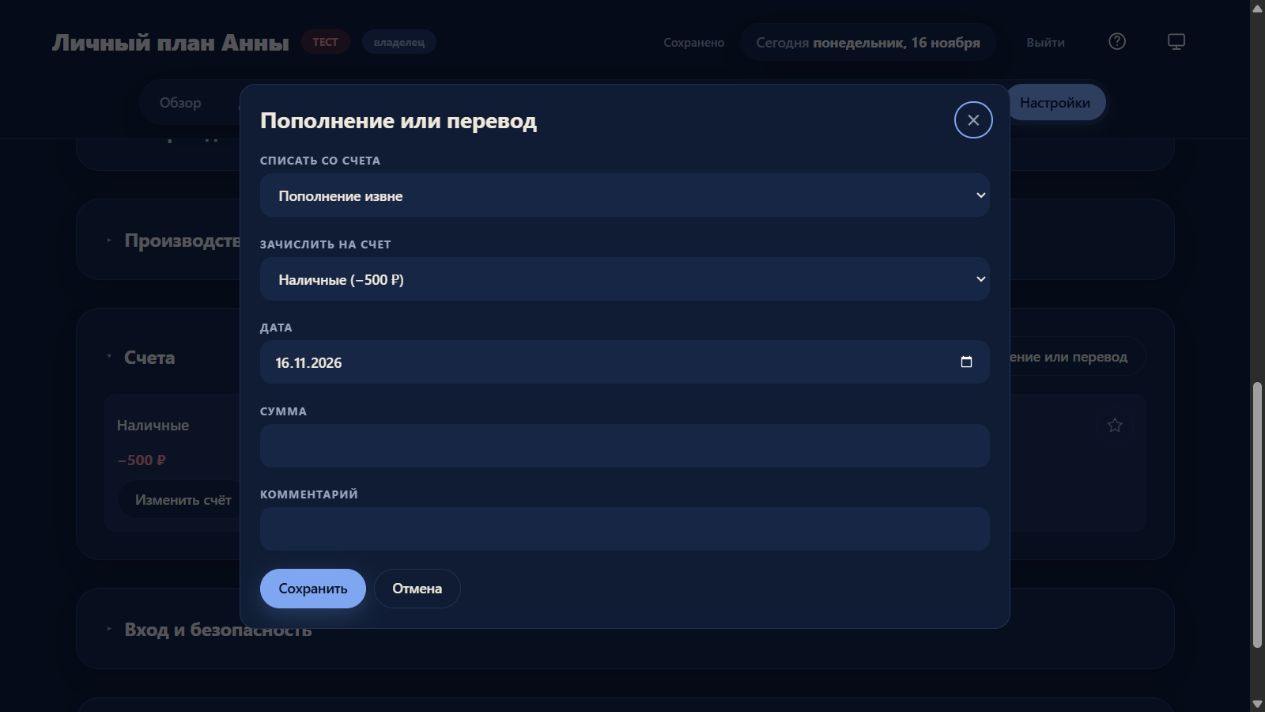 Личный план Анны ТЕСТ владелец Сохранено Сегодня понедельник, 16 ноября Выйти
Обзор Настройки
Пополнение или перевод
СПИСАТЬ СО СЧЕТА
Пополнение извне
Производств
ЗАЧИСЛИТЬ НА СЧЕТ
Наличные (−500 ₽)
ДАТА
16.11.2026
Счета ение или перевод
СУММА
Наличные
−500 ₽
КОММЕНТАРИЙ
Изменить счёт
Сохранить Отмена
Вход и безопасность